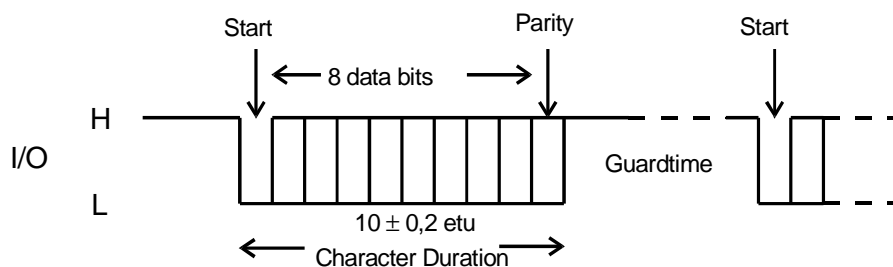 Start Parity Start
8 data bits
H
I/O
Guardtime
L
10 ± 0,2 etu
Character Duration